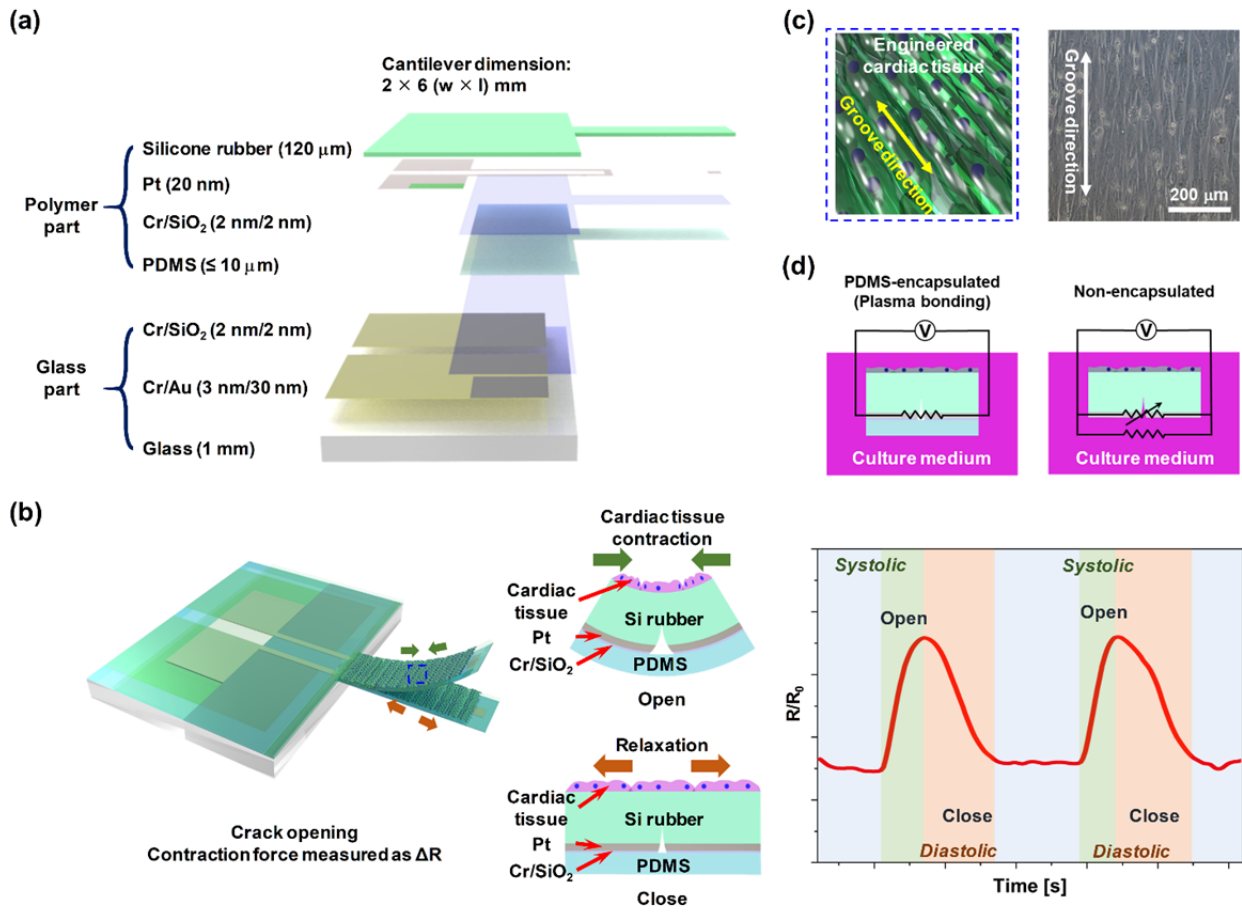 (a)
Cantilever dimension:
2 × 6 (w × l) mm
Polymer
part
Silicone rubber (120 μm)
Pt (20 nm)
Cr/SiO₂ (2 nm/2 nm)
PDMS (≤ 10 μm)
Glass
part
Cr/SiO₂ (2 nm/2 nm)
Cr/Au (3 nm/30 nm)
Glass (1 mm)
(b)
Crack opening
Contraction force measured as ΔR
Cardiac tissue
contraction
Cardiac
tissue
Si rubber
Pt
Cr/SiO₂
PDMS
Open
Relaxation
Cardiac
tissue
Si rubber
Pt
Cr/SiO₂
PDMS
Close
Systolic
Systolic
Open
Open
R/R₀
Close
Close
Diastolic
Diastolic
Time [s]
(c)
Engineered
cardiac tissue
Groove direction
Groove direction
200 μm
(d)
PDMS-encapsulated
(Plasma bonding)
V
Culture medium
Non-encapsulated
V
Culture medium